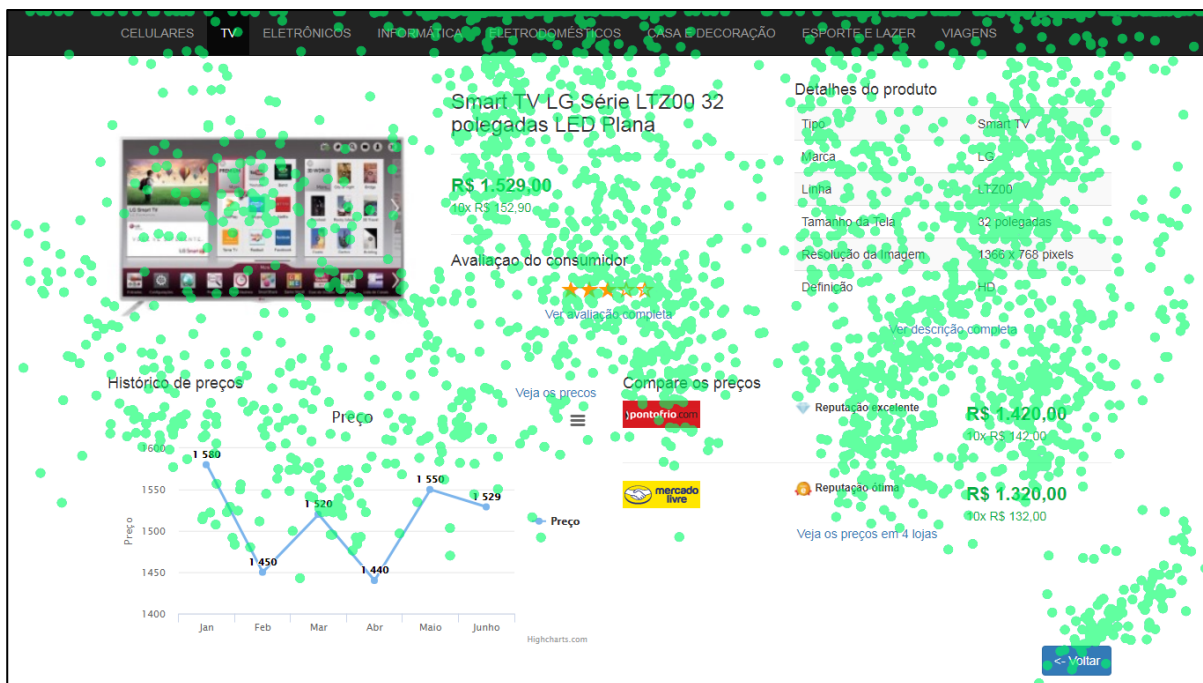 CELULARES TV ELETRÔNICOS INFORMÁTICA ELETRODOMÉSTICOS CASA E DECORAÇÃO ESPORTE E LAZER VIAGENS
Smart TV LG Série LTZ00 32
polegadas LED Plana
R$ 1.529,00
10x R$ 152,90
Avaliaçao do consumidor
Ver avaliação completa
Detalhes do produto
Tipo Smart TV
Marca LG
Linha LTZ00
Tamanho da Tela 32 polegadas
Resolução da Imagem 1366 x 768 pixels
Definição HD
Ver descrição completa
Histórico de preços
Veja os precos
Preço
1600
1550
1500
1450
1400
Preço
1 580
1 450
1 520
1 440
1 550
1 529
Jan Feb Mar Abr Maio Junho
Preço
Highcharts.com
Compare os preços
pontofrio.com
Reputação excelente
R$ 1.420,00
10x R$ 142,00
mercado
livre
Reputação ótima
R$ 1.320,00
10x R$ 132,00
Veja os preços em 4 lojas
<- Voltar